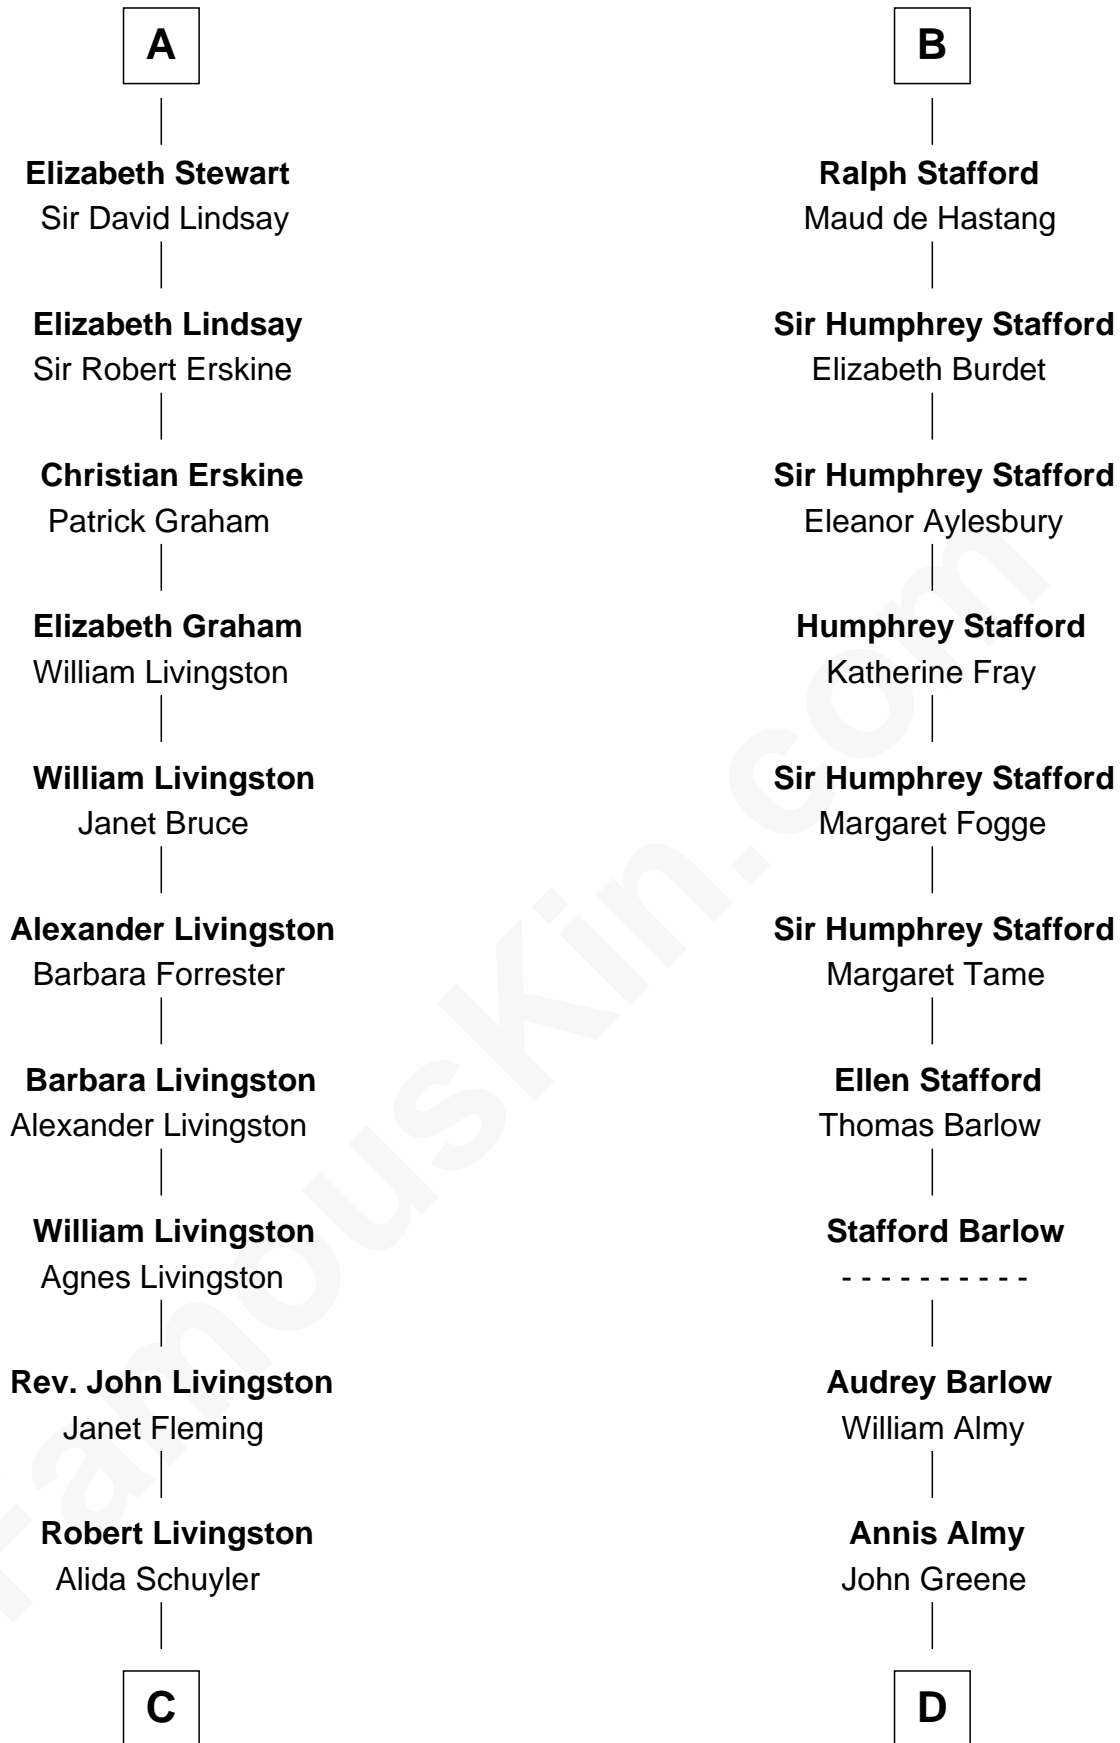 A
Elizabeth Stewart
Sir David Lindsay
Elizabeth Lindsay
Sir Robert Erskine
Christian Erskine
Patrick Graham
Elizabeth Graham
William Livingston
William Livingston
Janet Bruce
Alexander Livingston
Barbara Forrester
Barbara Livingston
Alexander Livingston
William Livingston
Agnes Livingston
Rev. John Livingston
Janet Fleming
Robert Livingston
Alida Schuyler
C
B
Ralph Stafford
Maud de Hastang
Sir Humphrey Stafford
Elizabeth Burdet
Sir Humphrey Stafford
Eleanor Aylesbury
Humphrey Stafford
Katherine Fray
Sir Humphrey Stafford
Margaret Fogge
Sir Humphrey Stafford
Margaret Tame
Ellen Stafford
Thomas Barlow
Stafford Barlow
- - - - - - - - - -
Audrey Barlow
William Almy
Annis Almy
John Greene
D
FamousKin.com